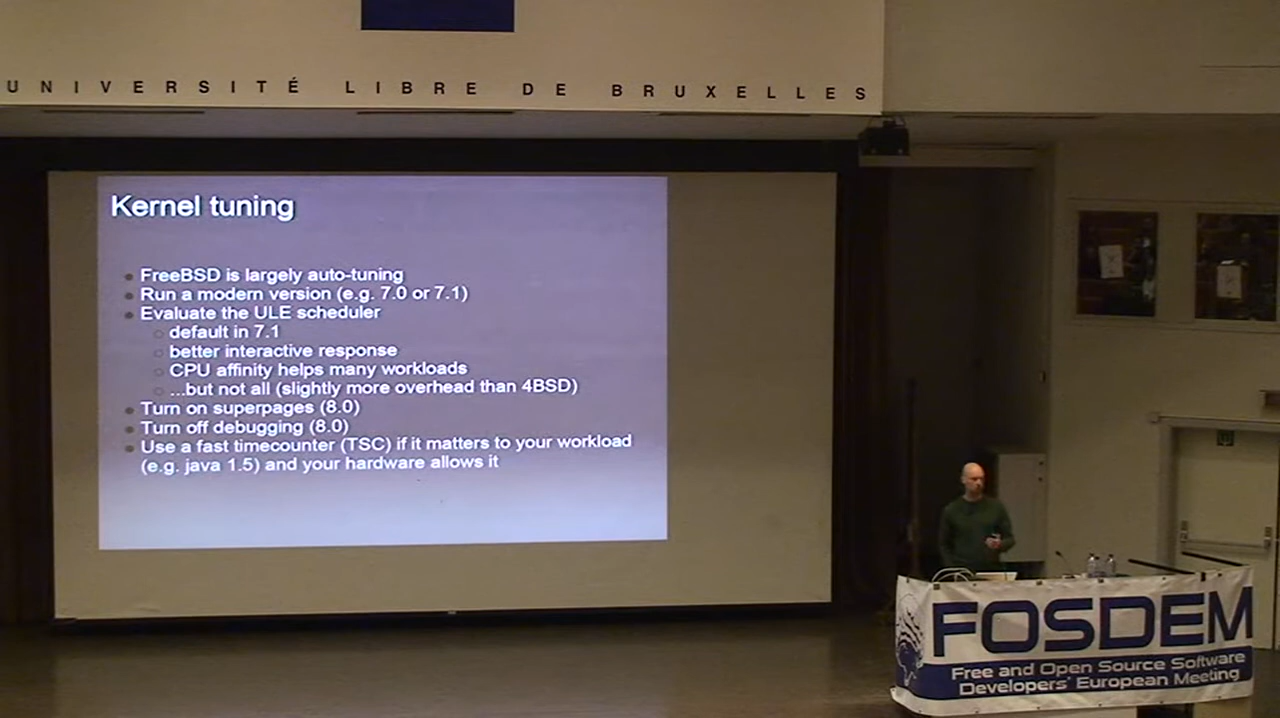 UNIVERSITÉ LIBRE DE BRUXELLES
Kernel tuning
FreeBSD is largely auto-tuning
Run a modern version (e.g. 7.0 or 7.1)
Evaluate the ULE scheduler
default in 7.1
better interactive response
CPU affinity helps many workloads
...but not all (slightly more overhead than 4BSD)
Turn on superpages (8.0)
Turn off debugging (8.0)
Use a fast timecounter (TSC) if it matters to your workload
(e.g. java 1.5) and your hardware allows it
FOSDEM
Free and Open Source Software
Developers' European Meeting